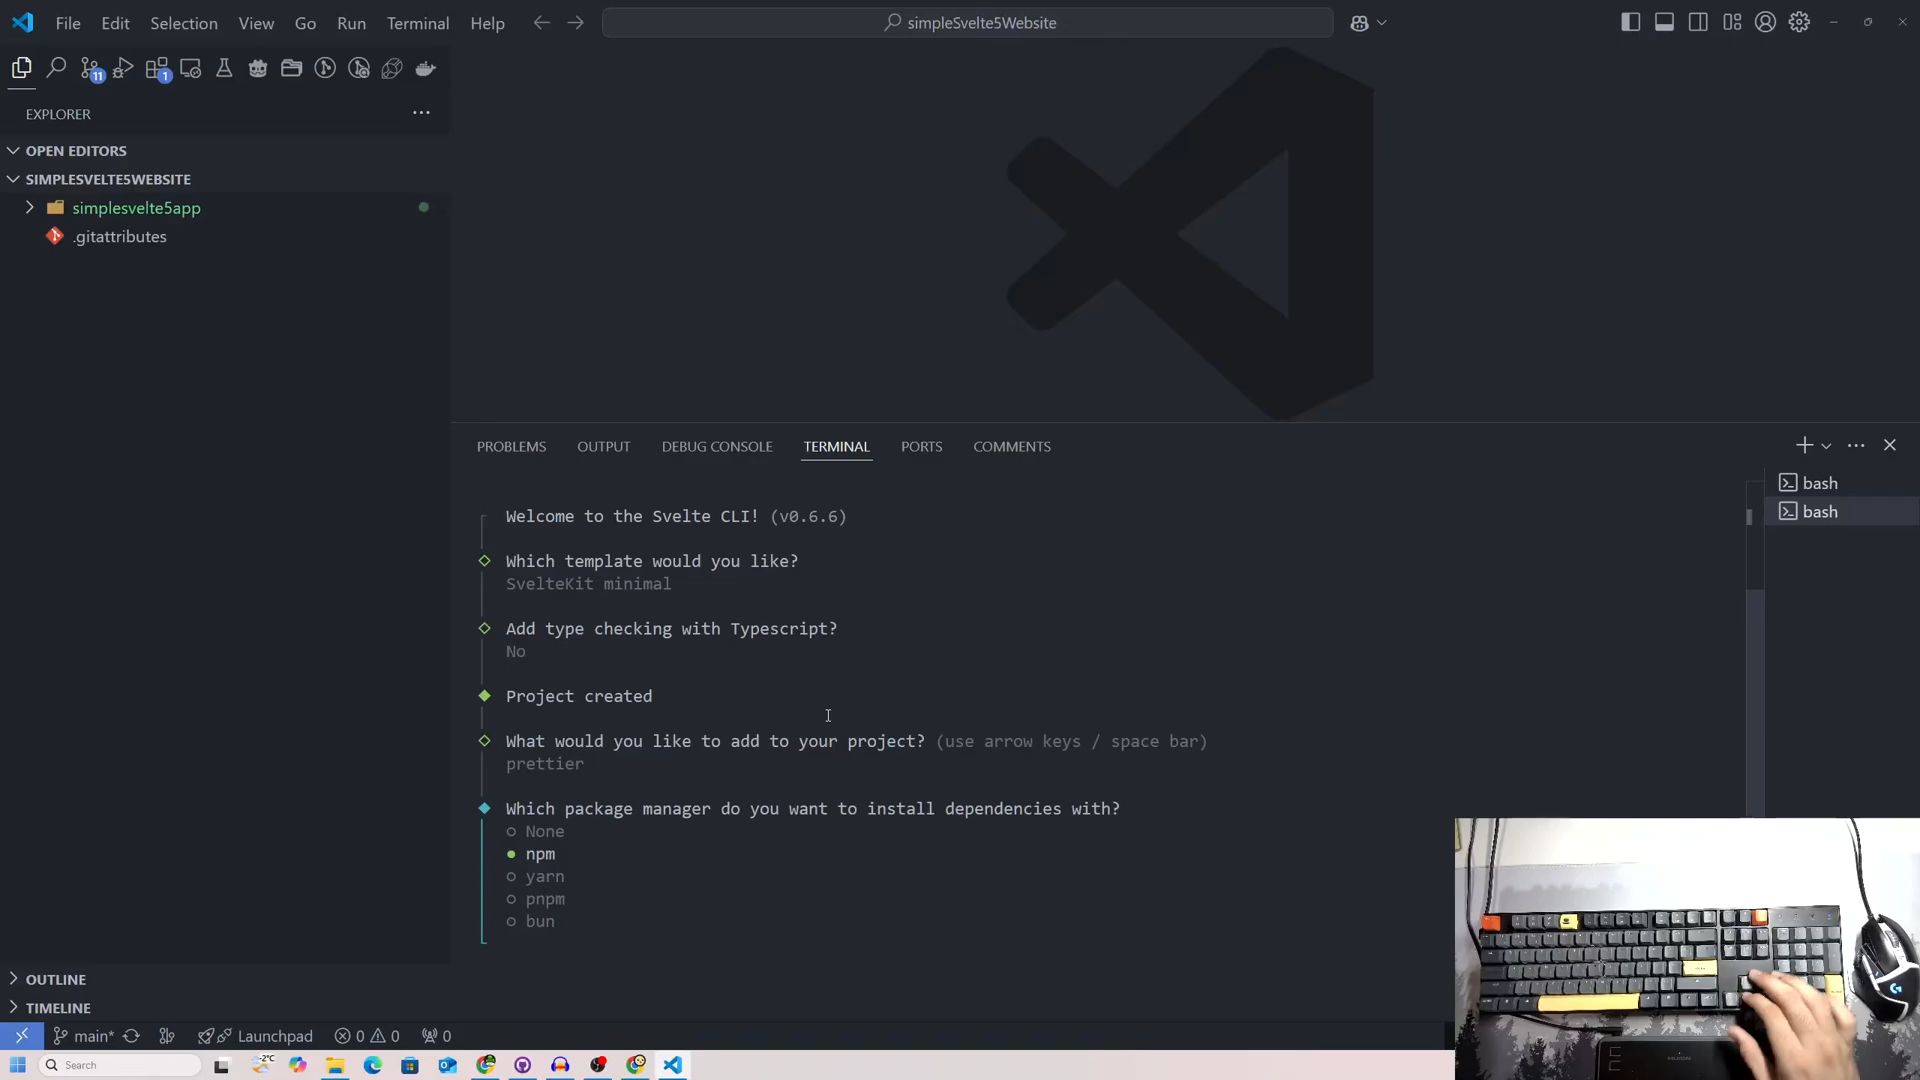 File Edit Selection View Go Run Terminal Help
simpleSvelte5Website
11
1
EXPLORER
OPEN EDITORS
SIMPLESVELTE5WEBSITE
simplesvelte5app
.gitattributes
PROBLEMS OUTPUT DEBUG CONSOLE TERMINAL PORTS COMMENTS
bash
bash
Welcome to the Svelte CLI! (v0.6.6)
Which template would you like?
SvelteKit minimal
Add type checking with Typescript?
No
Project created
What would you like to add to your project? (use arrow keys / space bar)
prettier
Which package manager do you want to install dependencies with?
None
npm
yarn
pnpm
bun
OUTLINE
TIMELINE
main* Launchpad 0 0 0
Search
-2°C
HUION